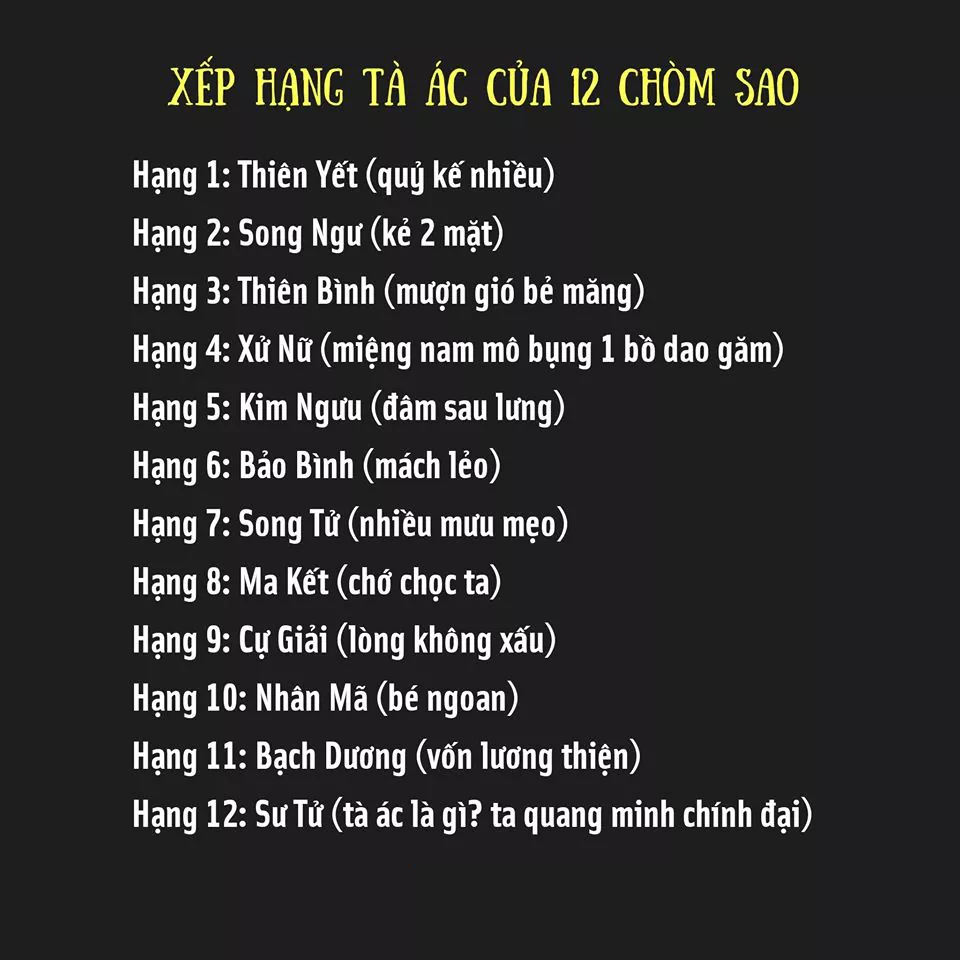 XẾP HẠNG TÀ ÁC CỦA 12 CHÒM SAO
Hạng 1: Thiên Yết (quỷ kế nhiều)
Hạng 2: Song Ngư (kẻ 2 mặt)
Hạng 3: Thiên Bình (mượn gió bẻ măng)
Hạng 4: Xử Nữ (miệng nam mô bụng 1 bồ dao găm)
Hạng 5: Kim Ngưu (đâm sau lưng)
Hạng 6: Bảo Bình (mách lẻo)
Hạng 7: Song Tử (nhiều mưu mẹo)
Hạng 8: Ma Kết (chớ chọc ta)
Hạng 9: Cự Giải (lòng không xấu)
Hạng 10: Nhân Mã (bé ngoan)
Hạng 11: Bạch Dương (vốn lương thiện)
Hạng 12: Sư Tử (tà ác là gì? ta quang minh chính đại)